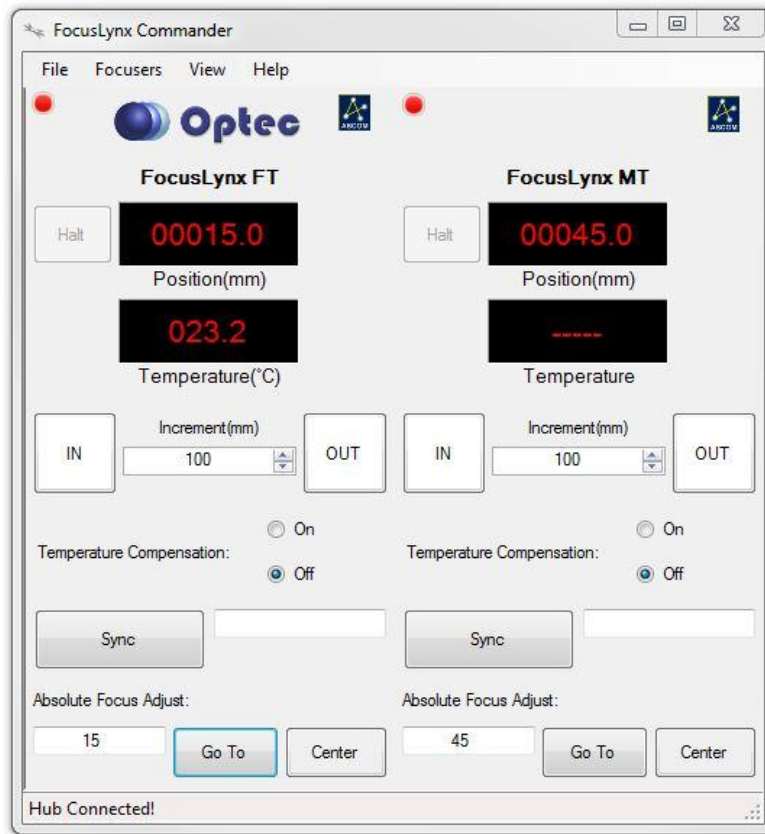 FocusLynx Commander
File Focusers View Help
Optec ASCOM ASCOM
FocusLynx FT FocusLynx MT
Halt 00015.0 Halt 00045.0
Position(mm) Position(mm)
023.2 -----
Temperature(°C) Temperature
Increment(mm) Increment(mm)
IN 100 OUT IN 100 OUT
On On
Temperature Compensation: Temperature Compensation:
Off Off
Sync Sync
Absolute Focus Adjust: Absolute Focus Adjust:
15 Go To Center 45 Go To Center
Hub Connected!